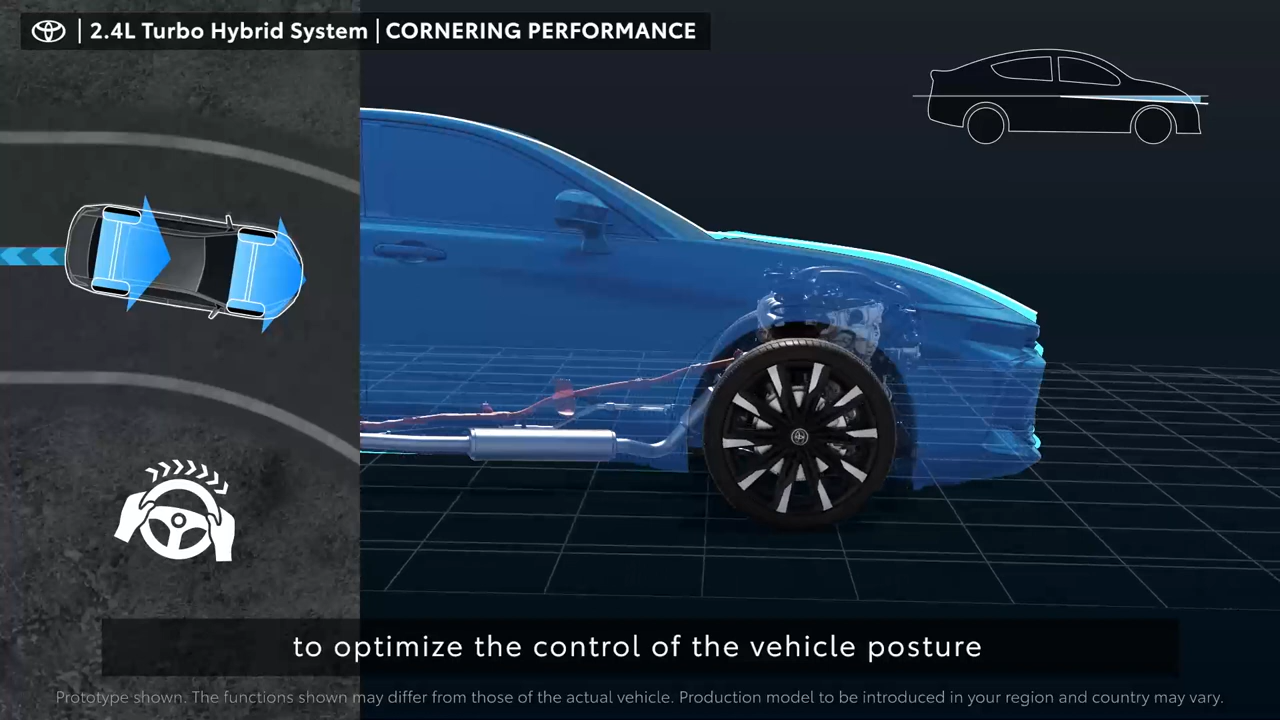 2.4L Turbo Hybrid System | CORNERING PERFORMANCE
to optimize the control of the vehicle posture
Prototype shown. The functions shown may differ from those of the actual vehicle. Production model to be introduced in your region and country may vary.